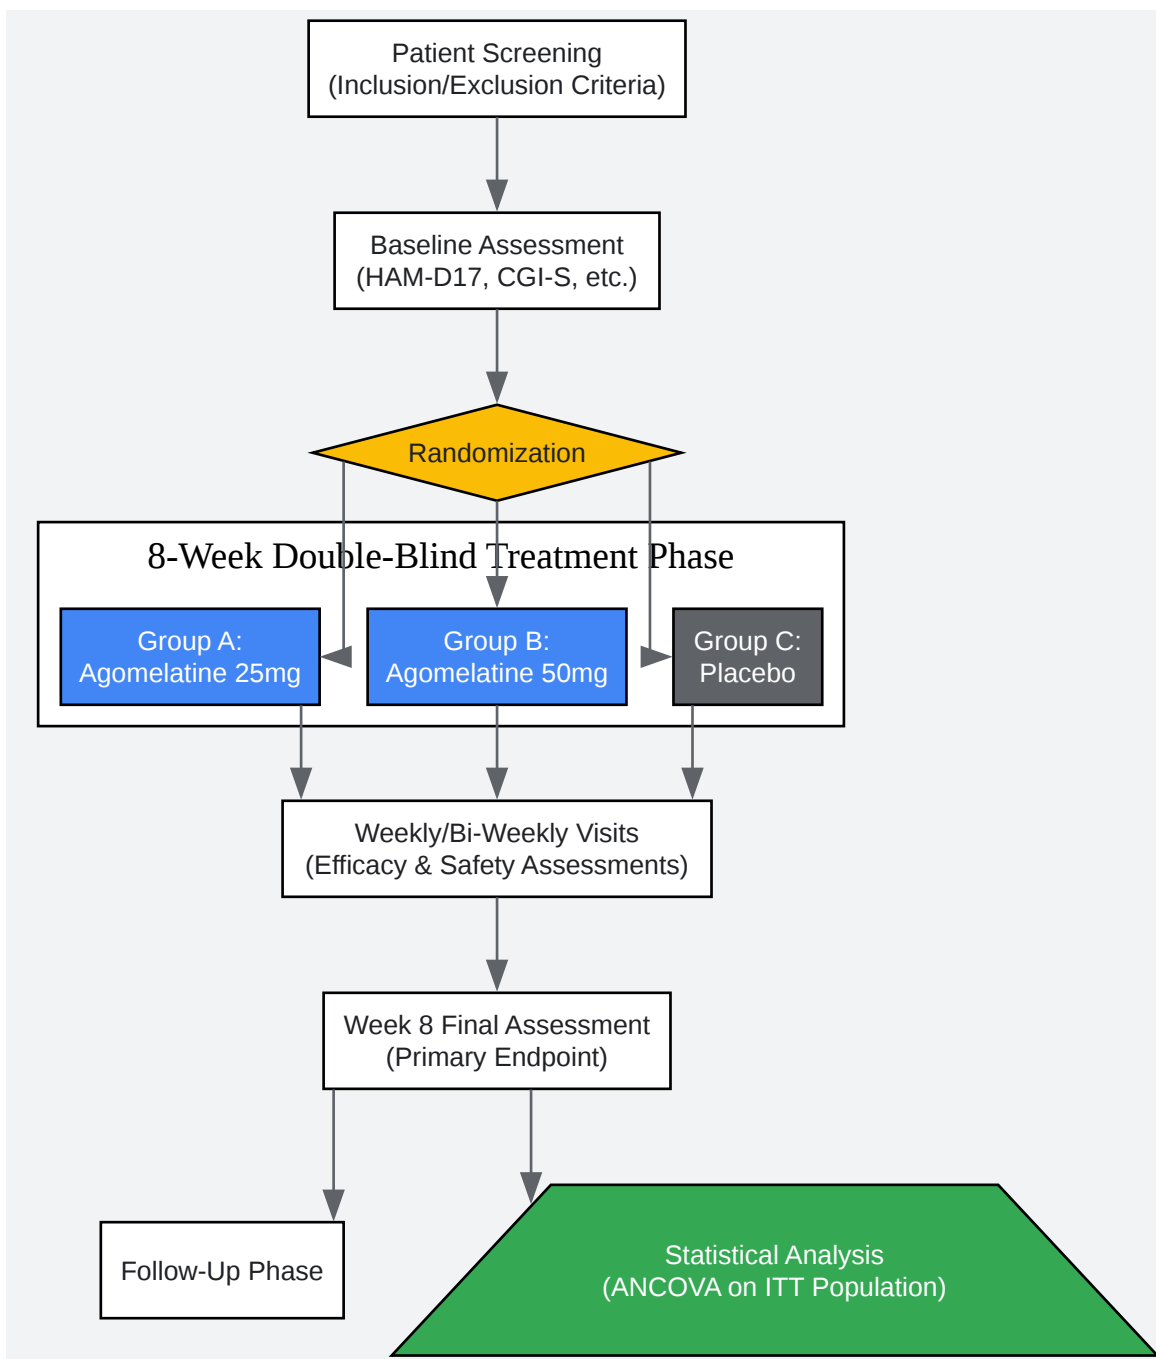 Patient Screening
(Inclusion/Exclusion Criteria)
Baseline Assessment
(HAM-D17, CGI-S, etc.)
Randomization
8-Week Double-Blind Treatment Phase
Group A:
Agomelatine 25mg
Group B:
Agomelatine 50mg
Group C:
Placebo
Weekly/Bi-Weekly Visits
(Efficacy & Safety Assessments)
Week 8 Final Assessment
(Primary Endpoint)
Follow-Up Phase
Statistical Analysis
(ANCOVA on ITT Population)